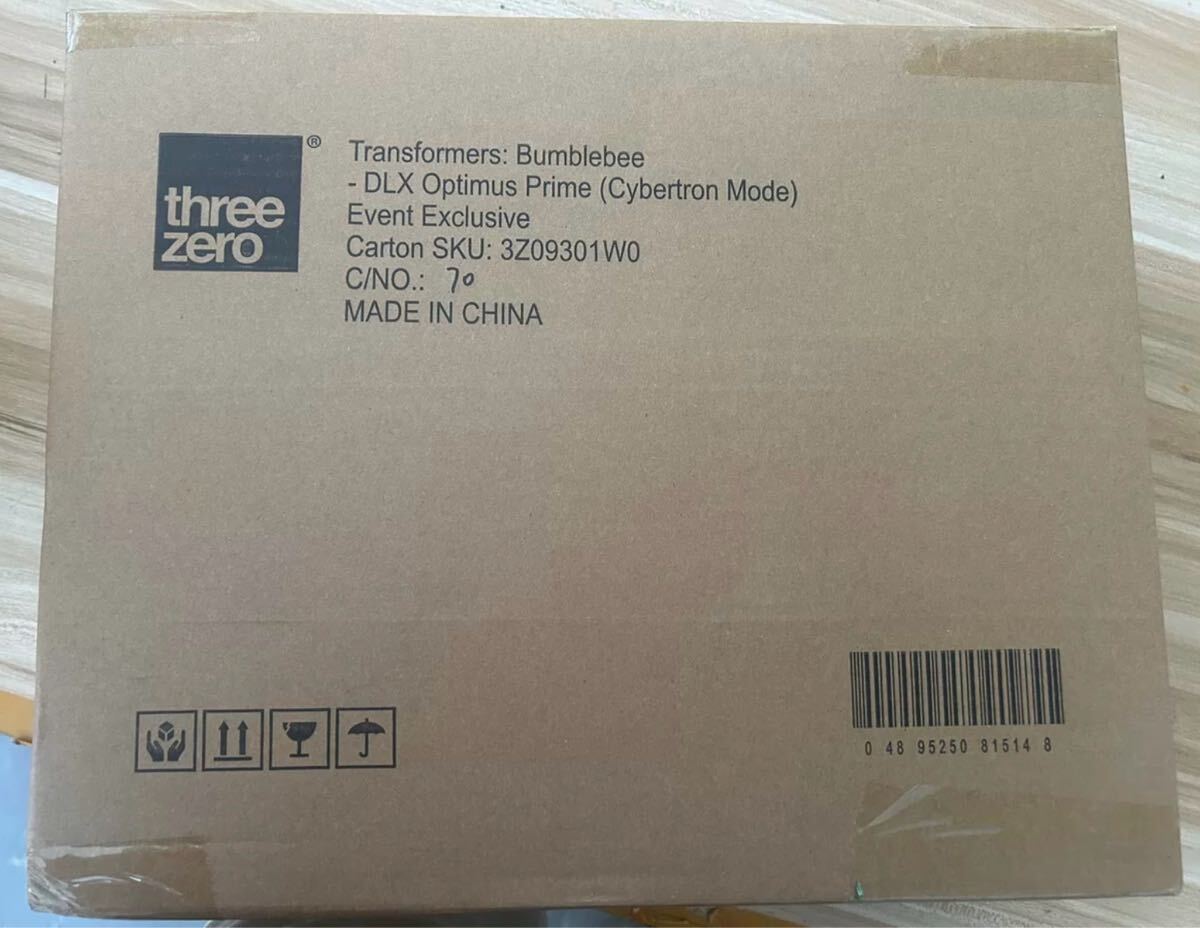 three
zero
®
Transformers: Bumblebee
- DLX Optimus Prime (Cybertron Mode)
Event Exclusive
Carton SKU: 3Z09301W0
C/NO.: 70
MADE IN CHINA
0 48 95250 81514 8